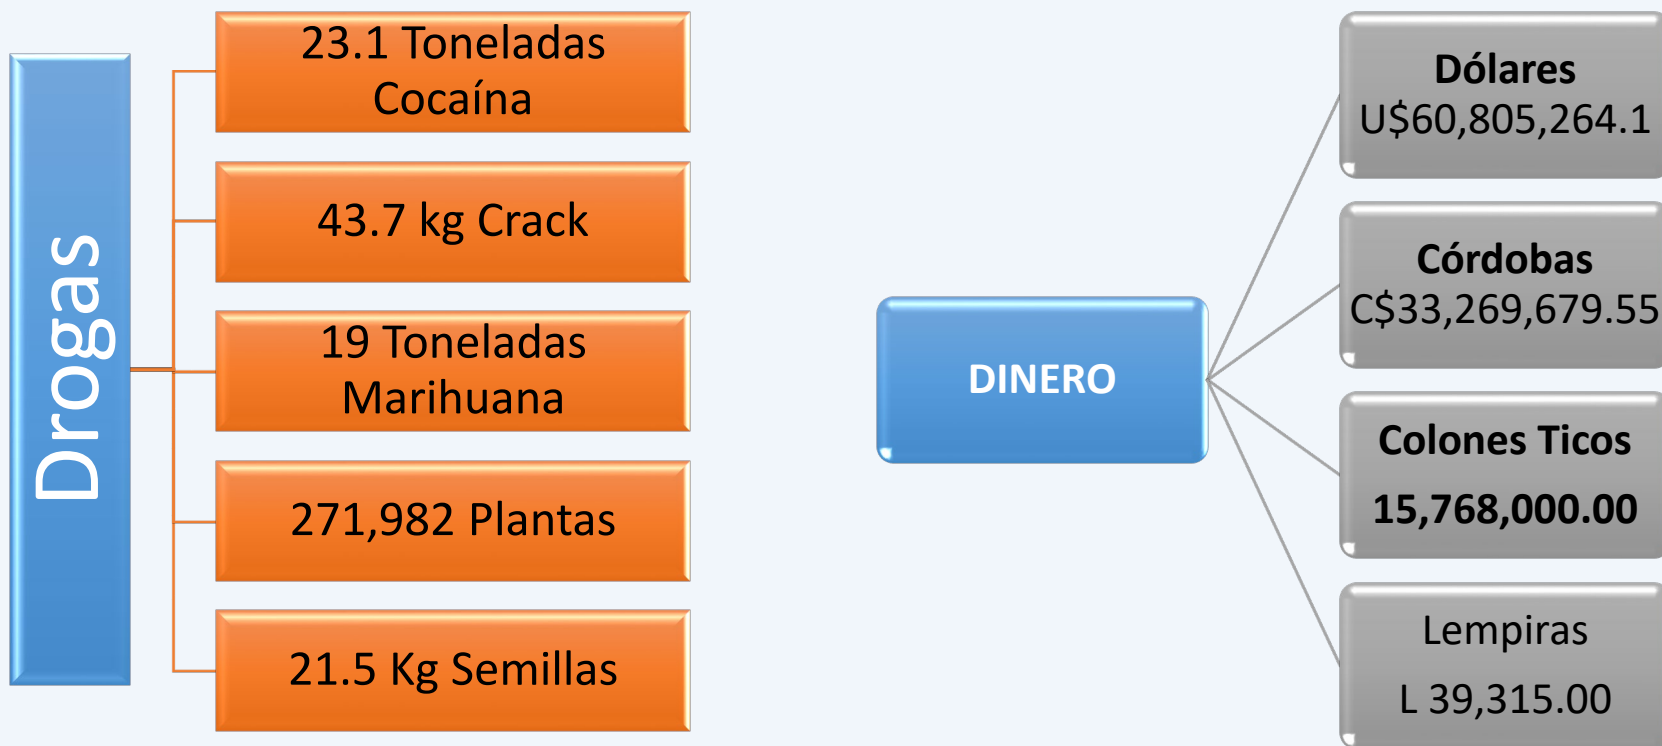 Drogas
23.1 Toneladas
Cocaína
43.7 kg Crack
19 Toneladas
Marihuana
271,982 Plantas
21.5 Kg Semillas
DINERO
Dólares
U$60,805,264.1
Córdobas
C$33,269,679.55
Colones Ticos
15,768,000.00
Lempiras
L 39,315.00